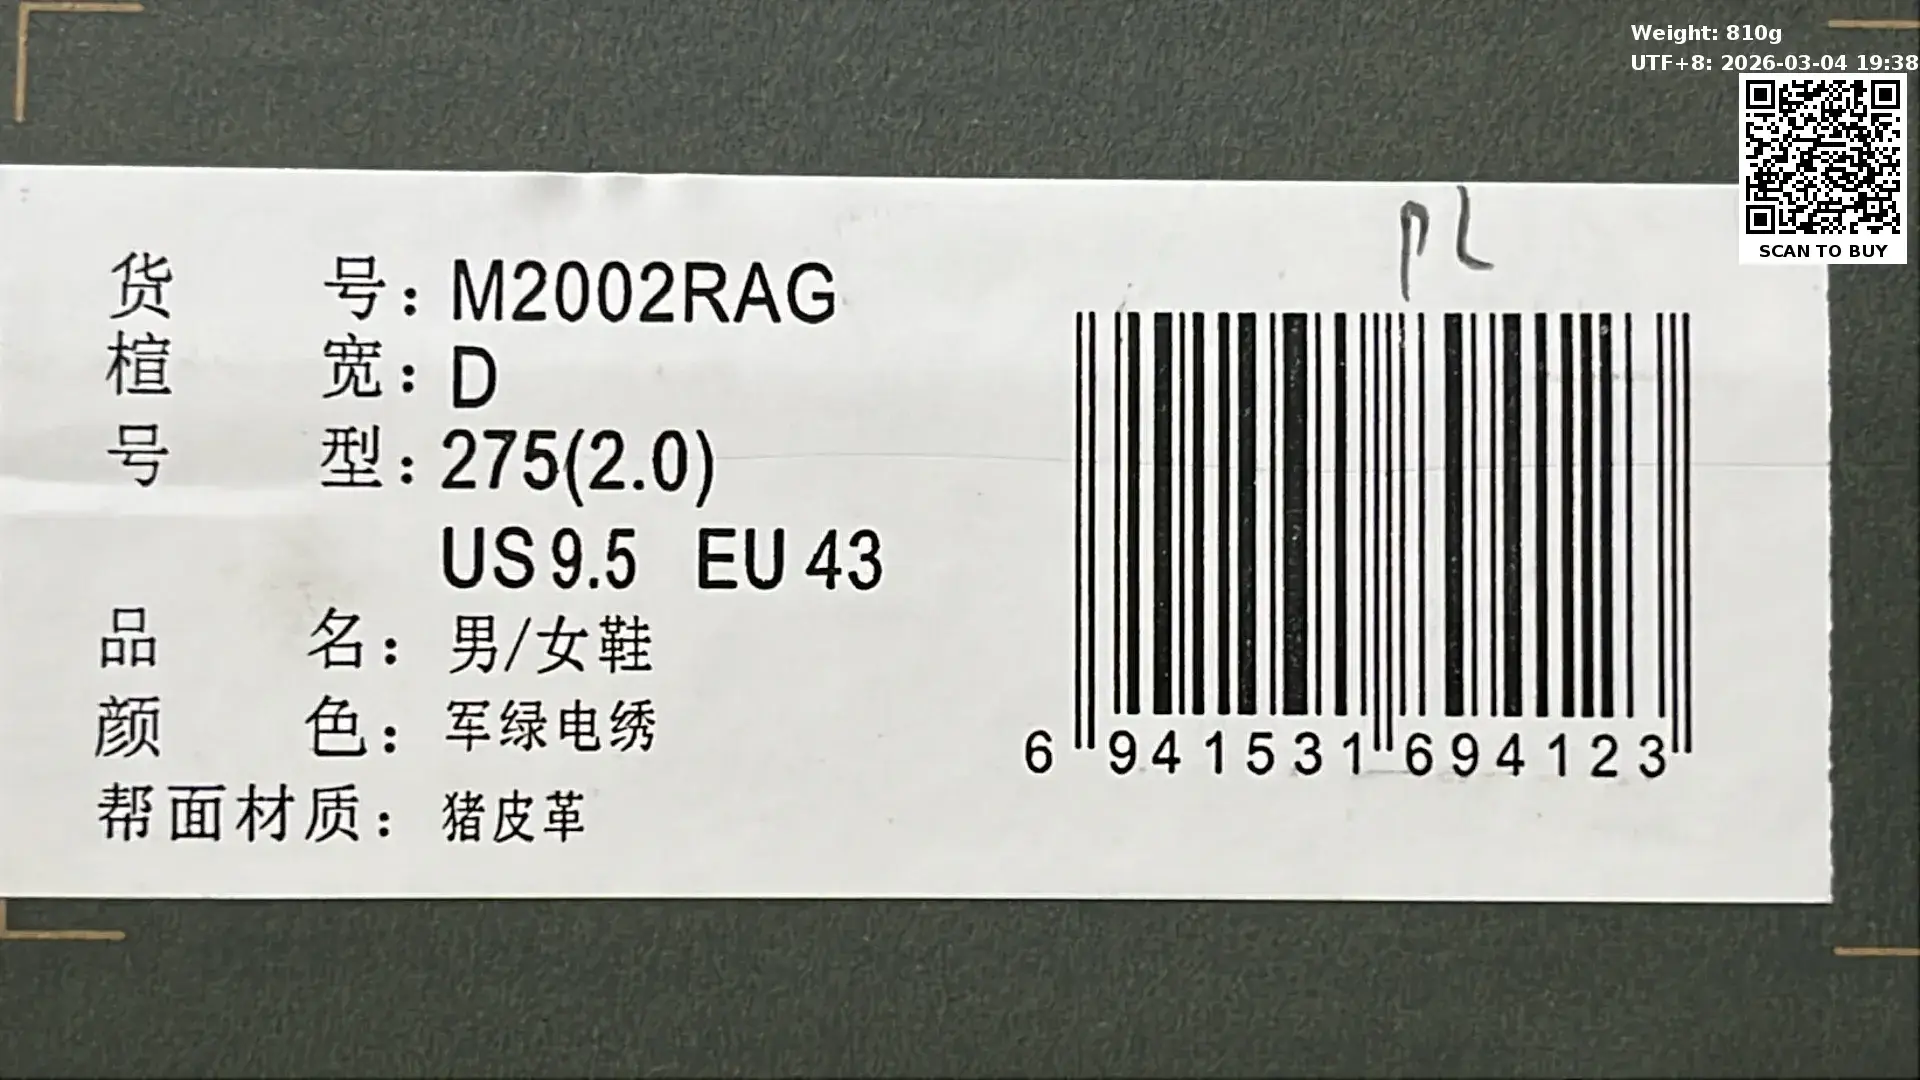 Weight: 810g
UTF+8: 2026-03-04 19:38
SCAN TO BUY
pL
货号：M2002RAG
楦宽：D
号型：275(2.0)
US 9.5 EU 43
品名：男/女鞋
颜色：军绿电绣
帮面材质：猪皮革
6 941531 694123